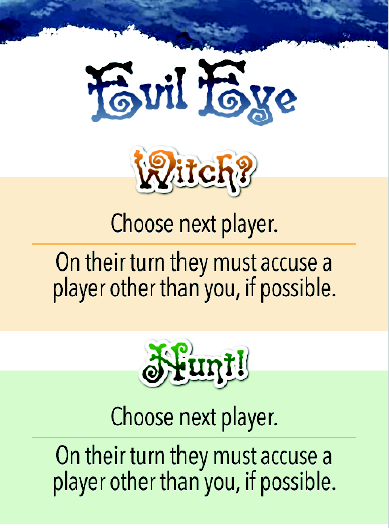 Evil Eye
Witch?
Choose next player.
On their turn they must accuse a
player other than you, if possible.
Hunt!
Choose next player.
On their turn they must accuse a
player other than you, if possible.